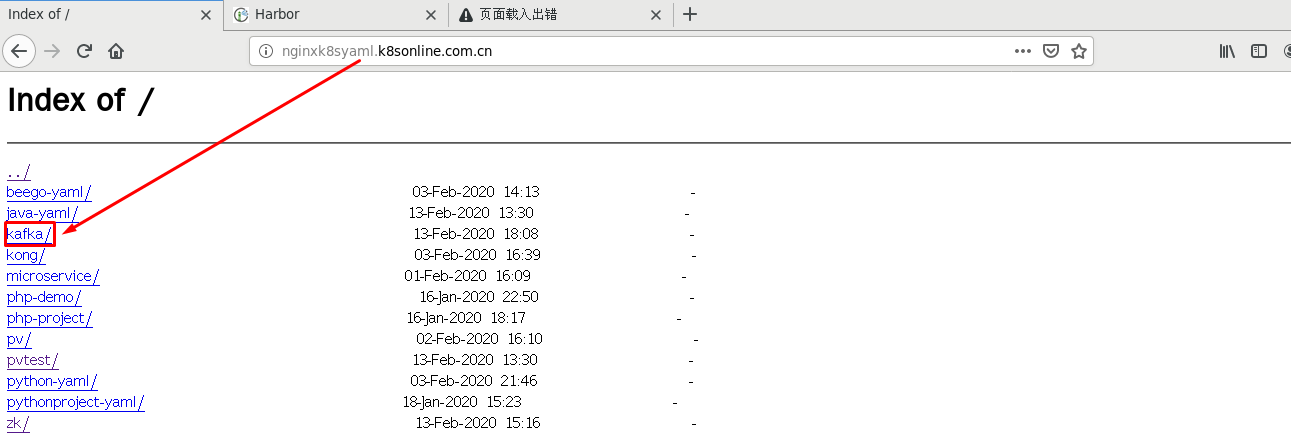 Index of /
Harbor
页面载入出错
nginxk8syaml.k8sonline.com.cn
Index of /
../
beego-yaml/ 03-Feb-2020 14:13 -
java-yaml/ 13-Feb-2020 13:30 -
kafka/ 13-Feb-2020 18:08 -
kong/ 03-Feb-2020 16:39 -
microservice/ 01-Feb-2020 16:09 -
php-demo/ 16-Jan-2020 22:50 -
php-project/ 16-Jan-2020 18:17 -
pv/ 02-Feb-2020 16:10 -
pvtest/ 13-Feb-2020 13:30 -
python-yaml/ 03-Feb-2020 21:46 -
pythonproject-yaml/ 18-Jan-2020 15:23 -
zk/ 13-Feb-2020 15:16 -